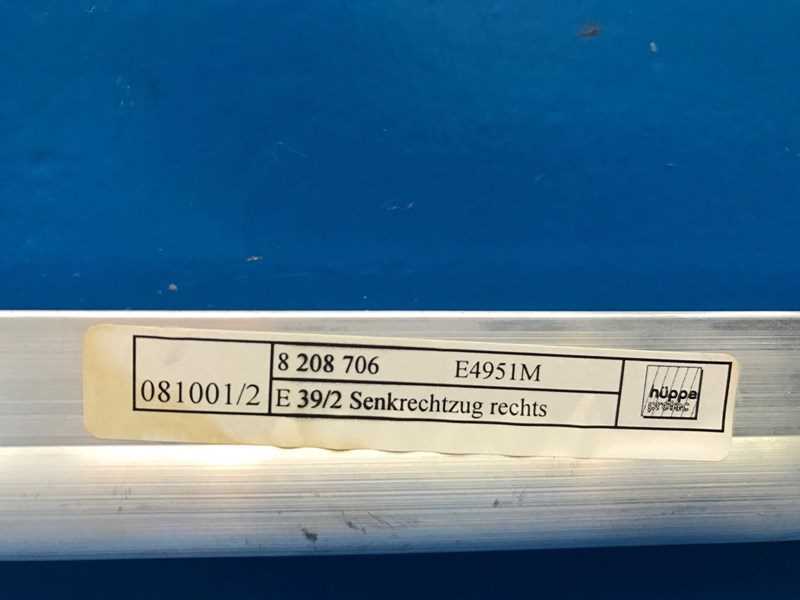 081001/2
8 208 706 E4951M
E 39/2 Senkrechtzug rechts
hüppe